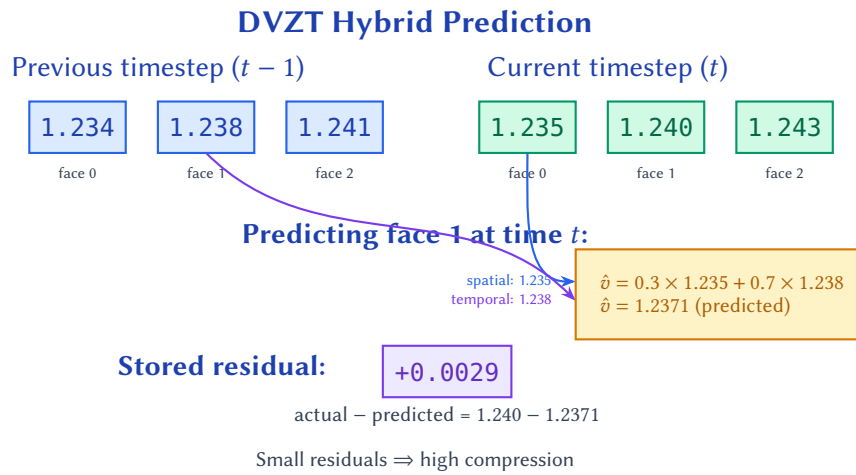 DVZT Hybrid Prediction
Previous timestep (t − 1)
Current timestep (t)
1.234 1.238 1.241
1.235 1.240 1.243
face 0 face 1 face 2
face 0 face 1 face 2
Predicting face 1 at time t:
spatial: 1.235
temporal: 1.238
v̂ = 0.3 × 1.235 + 0.7 × 1.238
v̂ = 1.2371 (predicted)
Stored residual:
+0.0029
actual − predicted = 1.240 − 1.2371
Small residuals ⇒ high compression